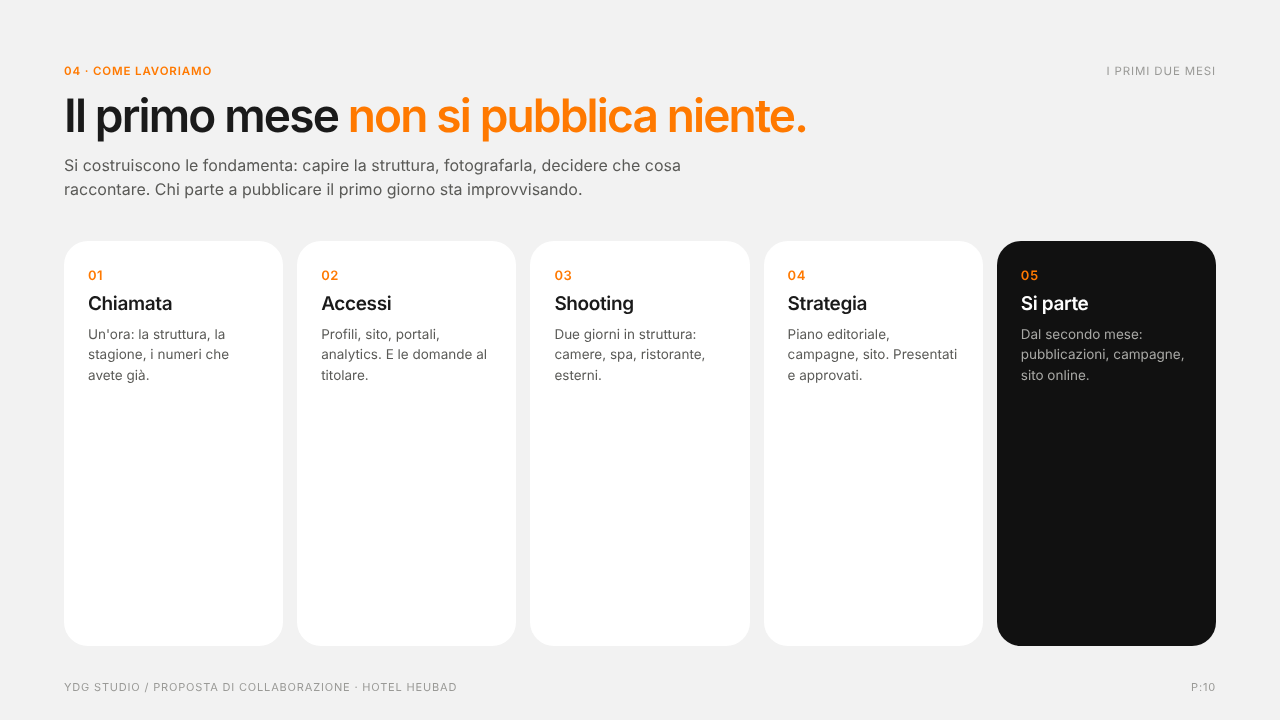 04 · COME LAVORIAMO
I PRIMI DUE MESI
Il primo mese non si pubblica niente.
Si costruiscono le fondamenta: capire la struttura, fotografarla, decidere che cosa
raccontare. Chi parte a pubblicare il primo giorno sta improvvisando.
01
Chiamata
Un'ora: la struttura, la
stagione, i numeri che
avete già.
02
Accessi
Profili, sito, portali,
analytics. E le domande al
titolare.
03
Shooting
Due giorni in struttura:
camere, spa, ristorante,
esterni.
04
Strategia
Piano editoriale,
campagne, sito. Presentati
e approvati.
05
Si parte
Dal secondo mese:
pubblicazioni, campagne,
sito online.
YDG STUDIO / PROPOSTA DI COLLABORAZIONE · HOTEL HEUBAD
P:10